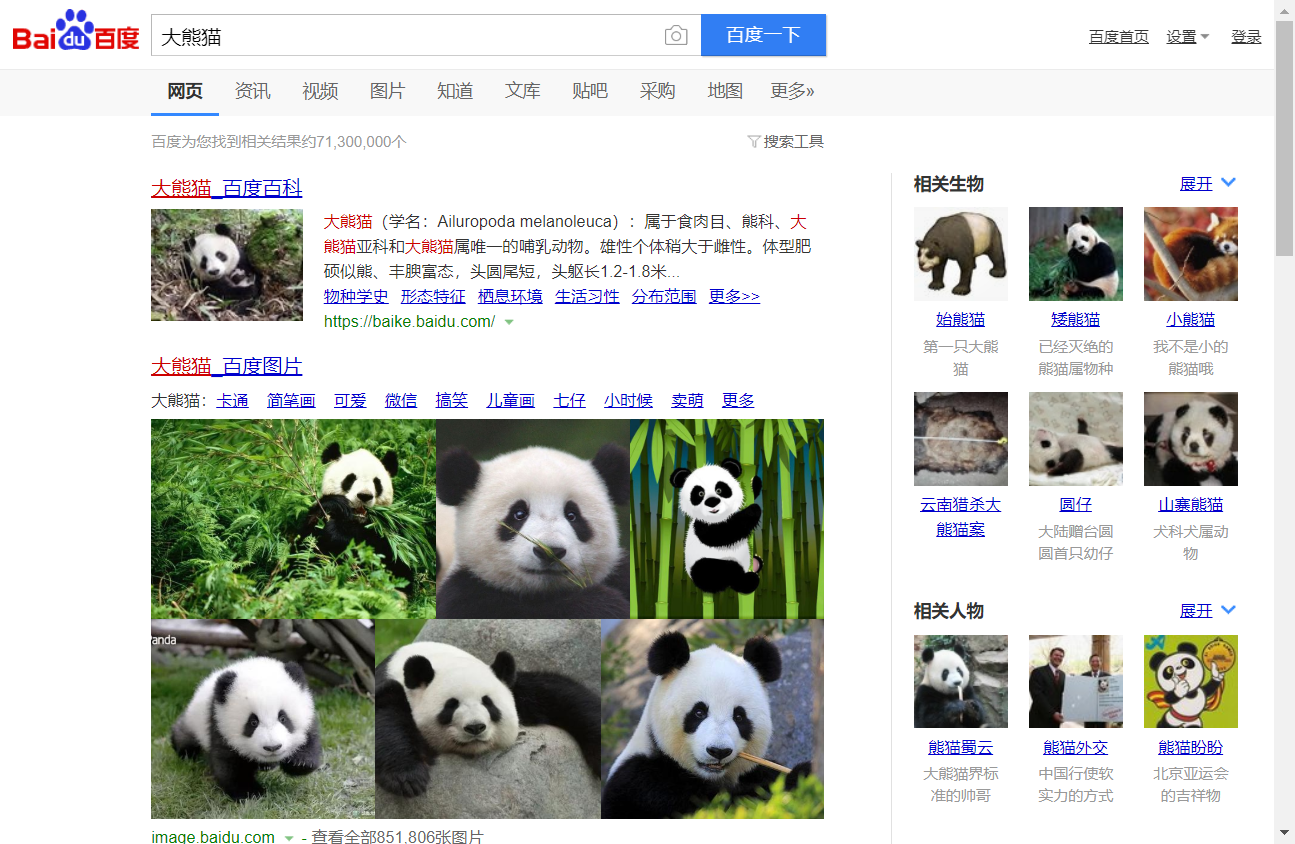 Bai du 百度
大熊猫
百度一下
百度首页 设置 登录
网页 资讯 视频 图片 知道 文库 贴吧 采购 地图 更多»
百度为您找到相关结果约71,300,000个
搜索工具
大熊猫_百度百科
大熊猫（学名：Ailuropoda melanoleuca）：属于食肉目、熊科、大
熊猫亚科和大熊猫属唯一的哺乳动物。雄性个体稍大于雌性。体型肥
硕似熊、丰腴富态，头圆尾短，头躯长1.2-1.8米...
物种学史 形态特征 栖息环境 生活习性 分布范围 更多>>
https://baike.baidu.com/
大熊猫_百度图片
大熊猫：卡通 简笔画 可爱 微信 搞笑 儿童画 七仔 小时候 卖萌 更多
Panda
image.baidu.com - 查看全部851,806张图片
相关生物 展开
始熊猫 矮熊猫 小熊猫
第一只大熊 已经灭绝的 我不是小的
猫 熊猫属物种 熊猫哦
云南猎杀大 圆仔 山寨熊猫
熊猫案 大陆赠台圆 犬科犬属动
圆首只幼仔 物
相关人物 展开
熊猫蜀云 熊猫外交 熊猫盼盼
大熊猫界标 中国行使软 北京亚运会
准的帅哥 实力的方式 的吉祥物